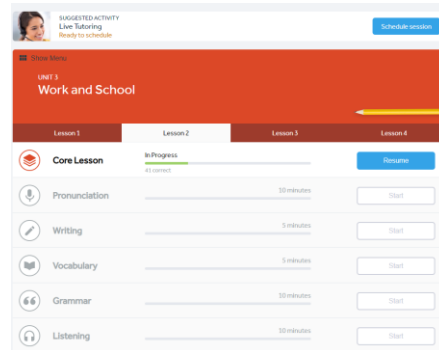 SUGGESTED ACTIVITY
Live Tutoring
Ready to schedule
Schedule session
Show Menu
UNIT 3
Work and School
Lesson 1
Lesson 2
Lesson 3
Lesson 4
Core Lesson
In Progress
Resume
Pronunciation
10 minutes
Start
Writing
5 minutes
Start
Vocabulary
5 minutes
Start
Grammar
10 minutes
Start
Listening
10 minutes
Start